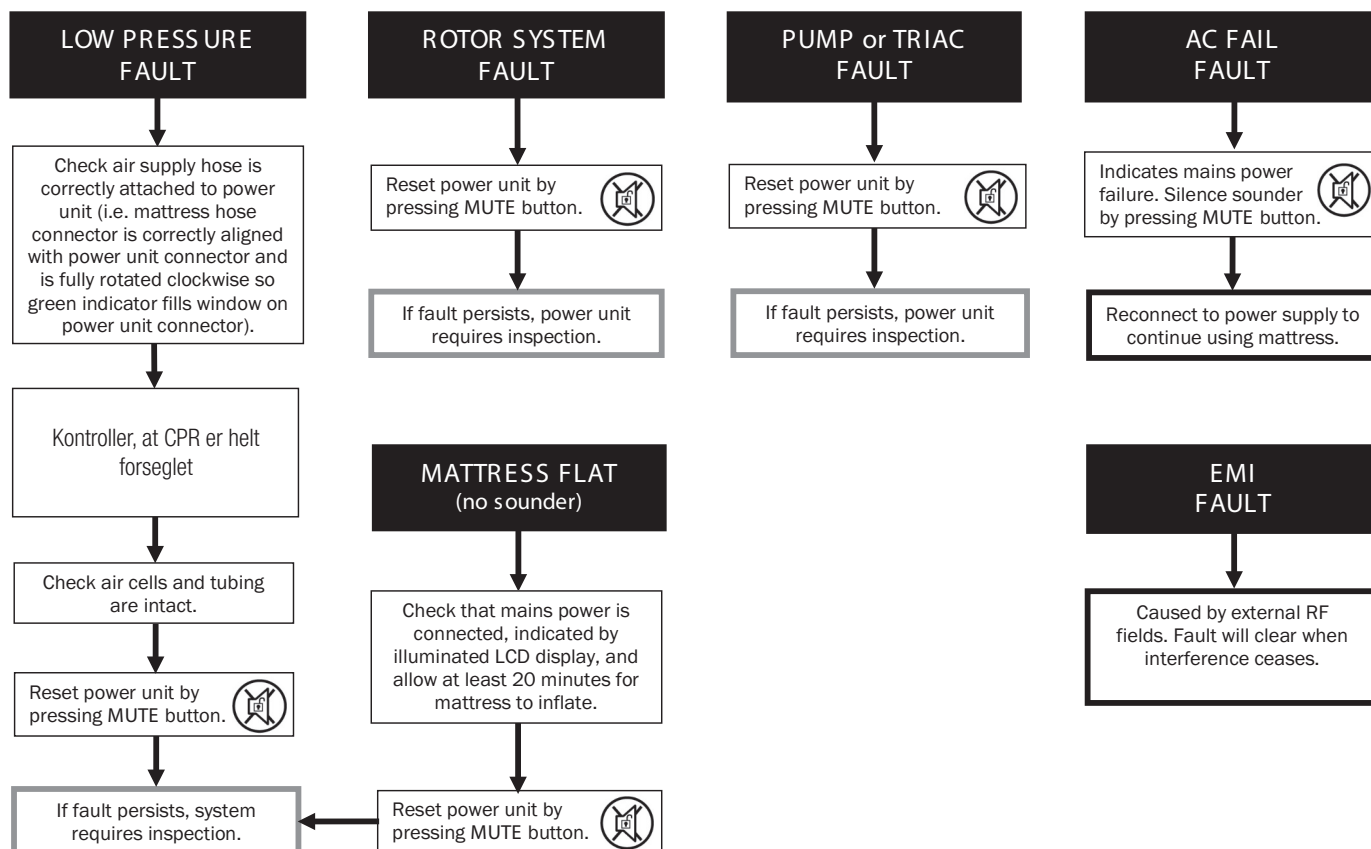 LOW PRESSURE
FAULT
Check air supply hose is
correctly attached to power
unit (i.e. mattress hose
connector is correctly aligned
with power unit connector and
is fully rotated clockwise so
green indicator fills window on
power unit connector).
Kontroller, at CPR er helt
forseglet
Check air cells and tubing
are intact.
Reset power unit by
pressing MUTE button.
If fault persists, system
requires inspection.
ROTOR SYSTEM
FAULT
Reset power unit by
pressing MUTE button.
If fault persists, power unit
requires inspection.
MATTRESS FLAT
(no sounder)
Check that mains power is
connected, indicated by
illuminated LCD display, and
allow at least 20 minutes for
mattress to inflate.
Reset power unit by
pressing MUTE button.
PUMP or TRIAC
FAULT
Reset power unit by
pressing MUTE button.
If fault persists, power unit
requires inspection.
AC FAIL
FAULT
Indicates mains power
failure. Silence sounder
by pressing MUTE button.
Reconnect to power supply to
continue using mattress.
EMI
FAULT
Caused by external RF
fields. Fault will clear when
interference ceases.